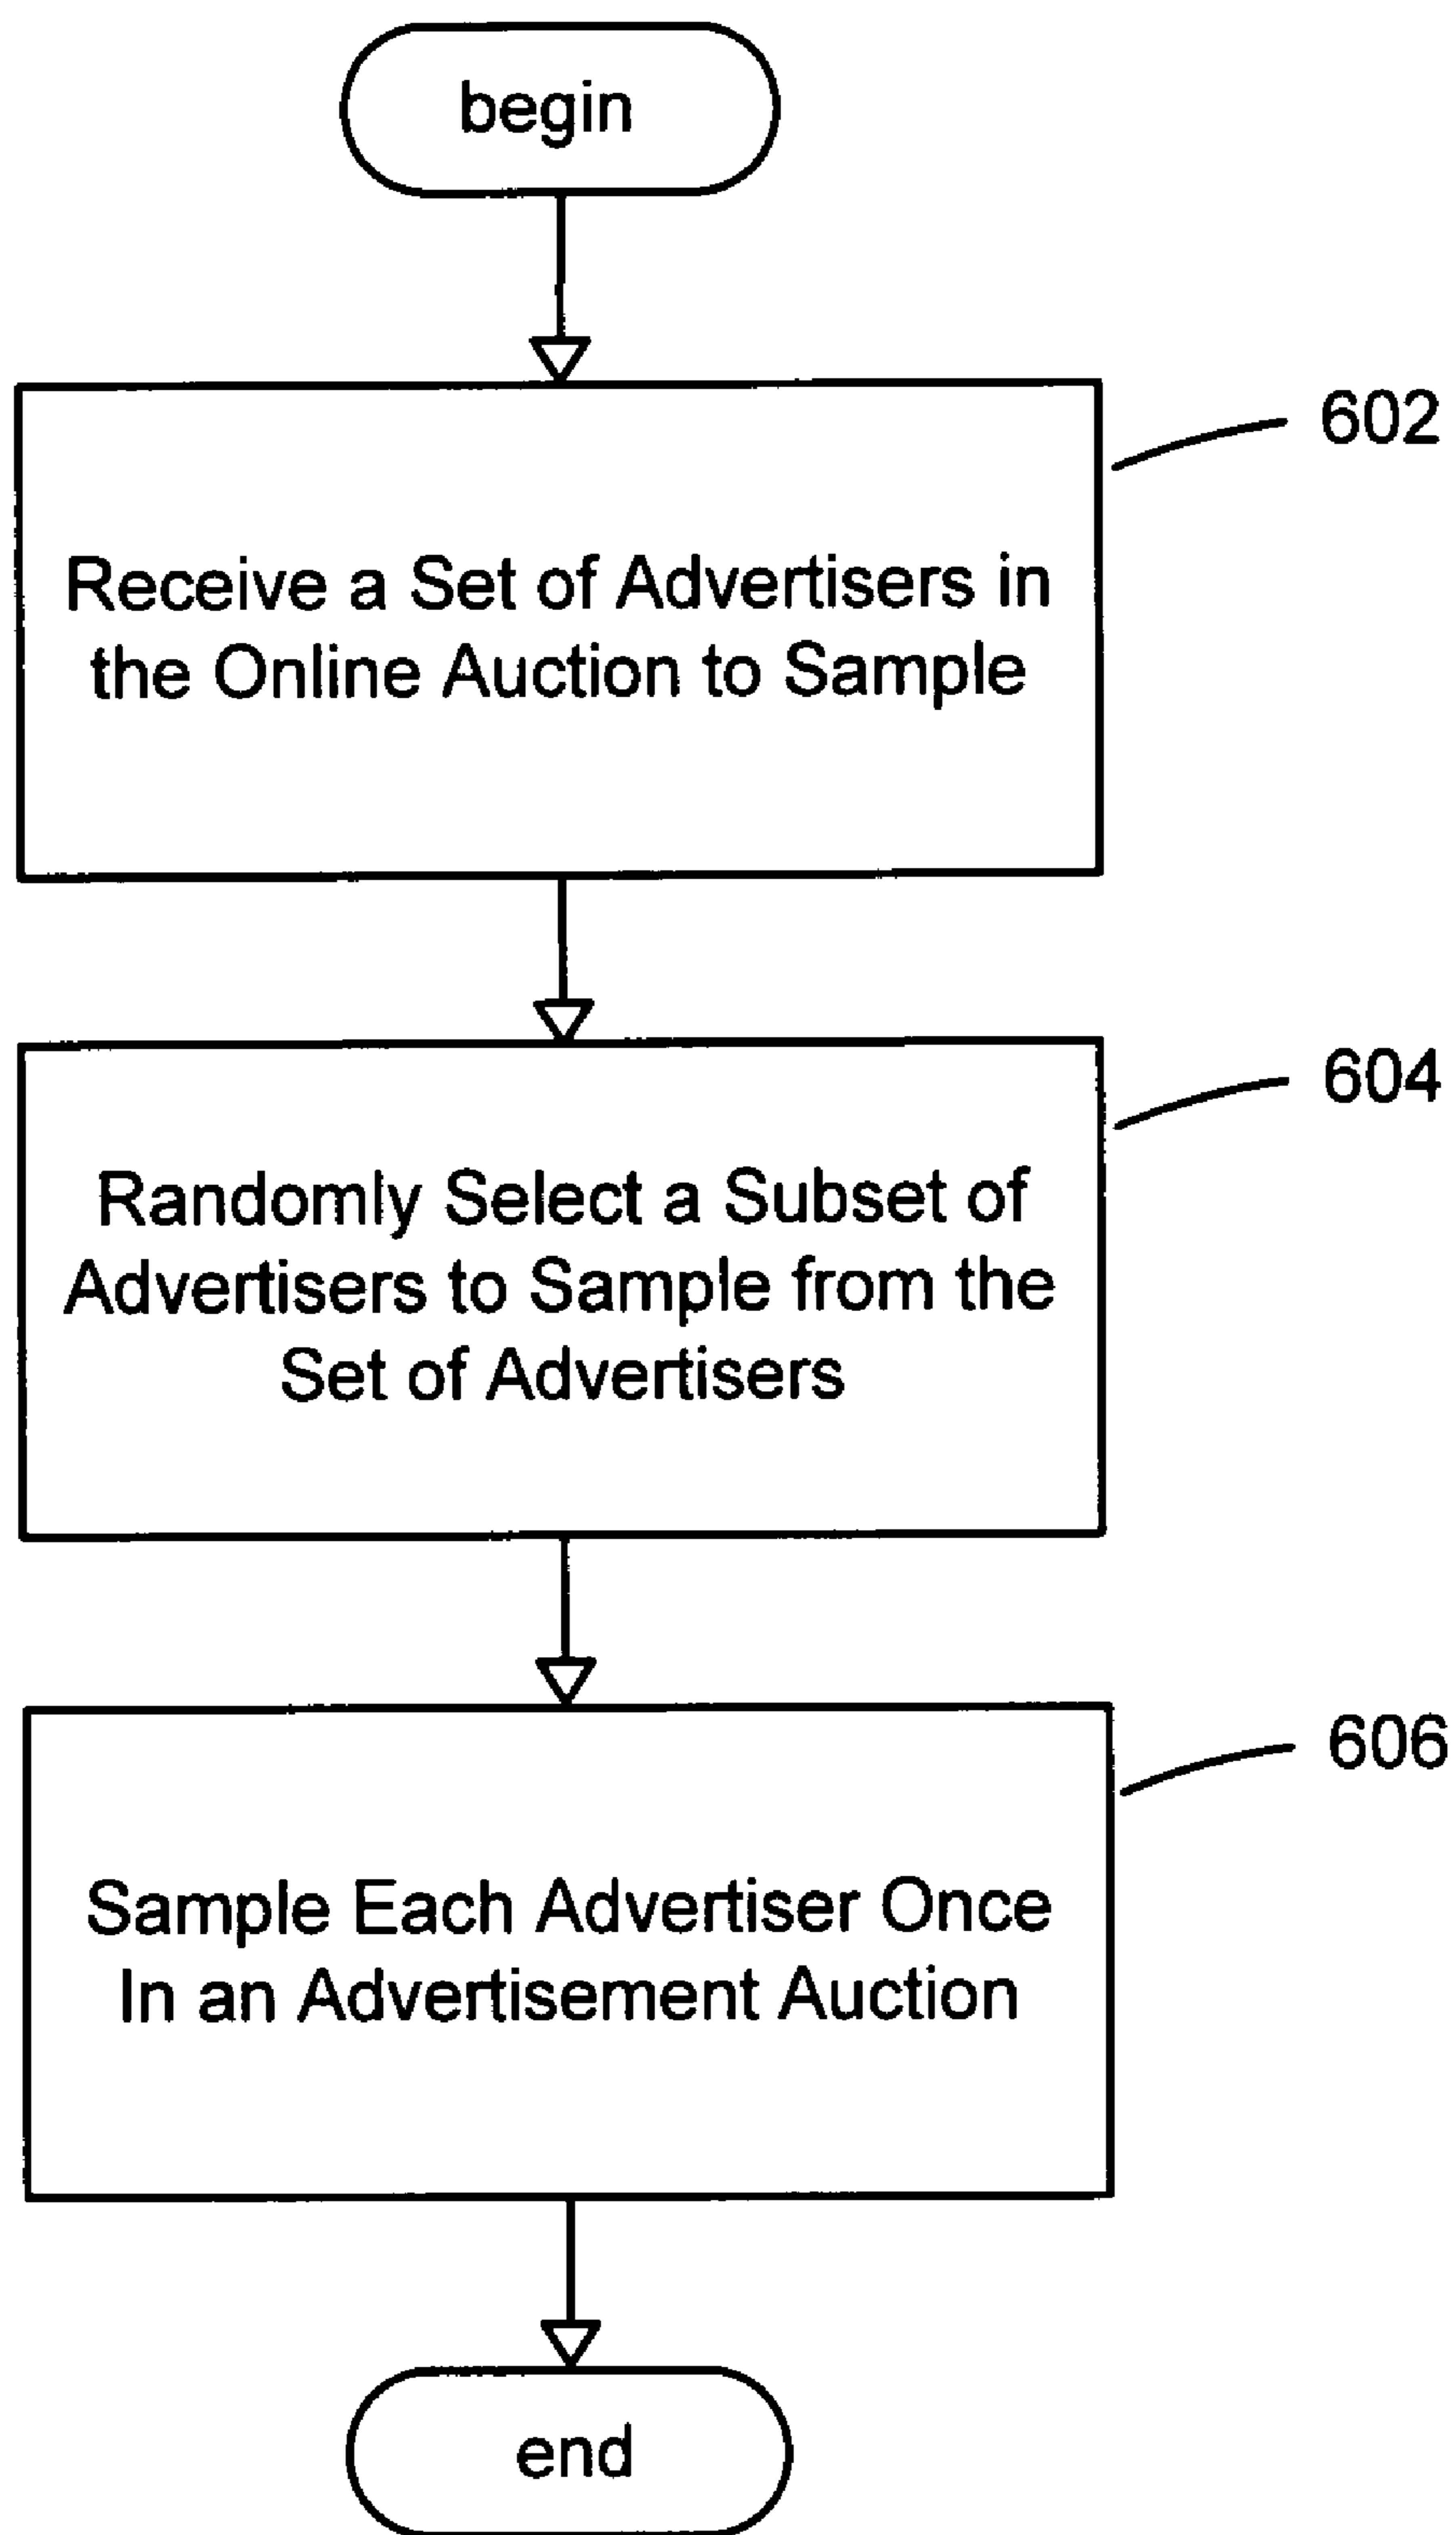 begin
602
Receive a Set of Advertisers in
the Online Auction to Sample
604
Randomly Select a Subset of
Advertisers to Sample from the
Set of Advertisers
606
Sample Each Advertiser Once
In an Advertisement Auction
end